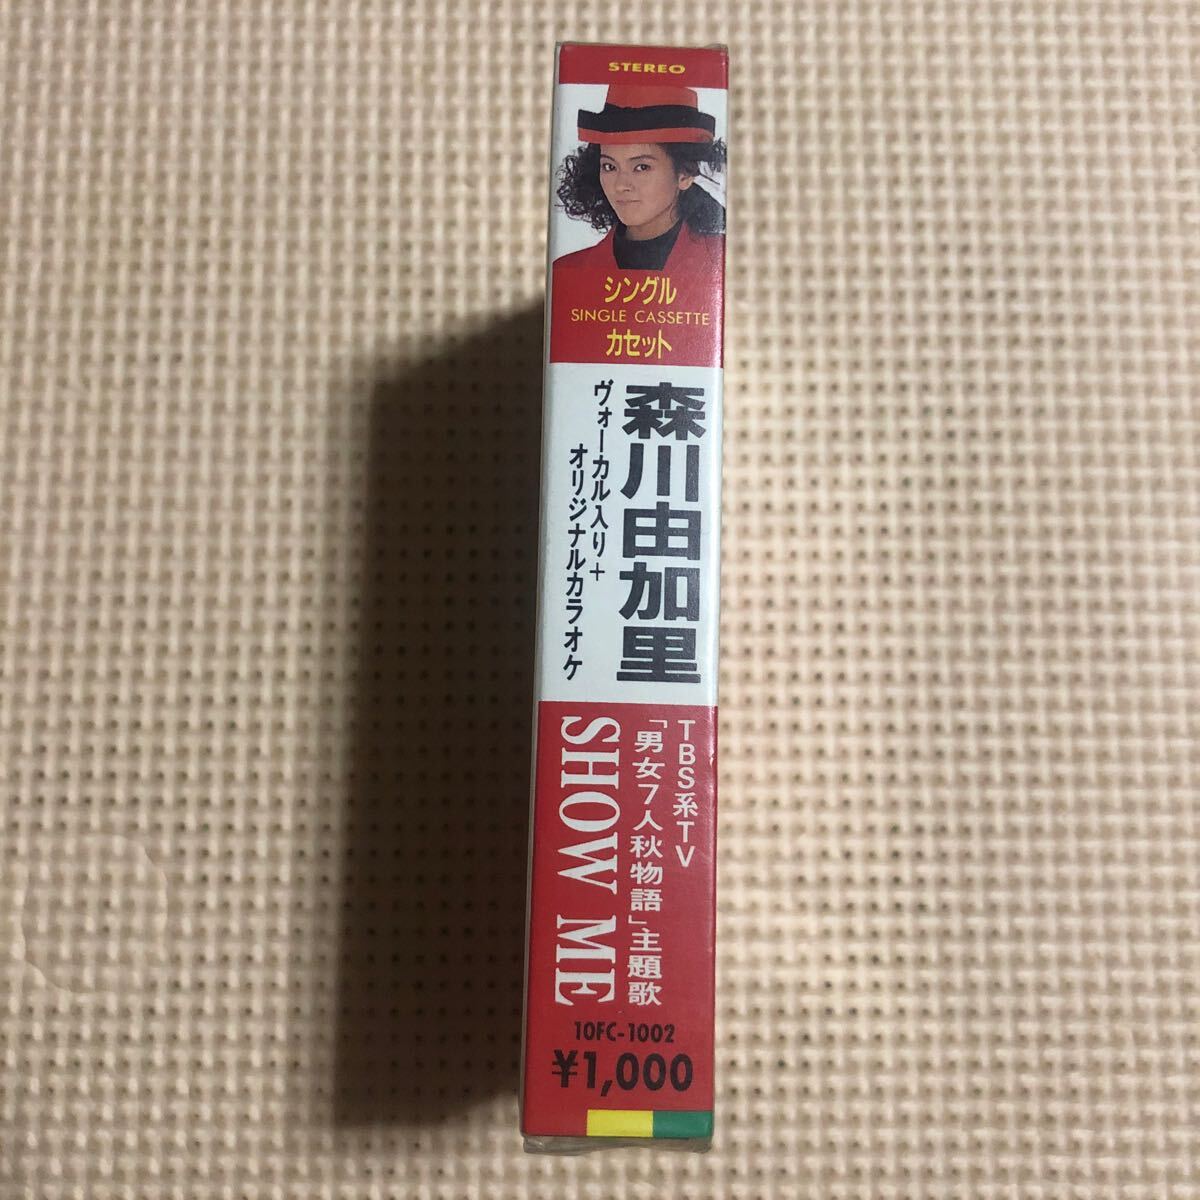 STEREO
シングル
SINGLE CASSETTE
カセット
森川由加里
ヴォーカル入り+
オリジナルカラオケ
TBS系TV
「男女7人秋物語」主題歌
SHOW ME
10FC-1002
¥1,000